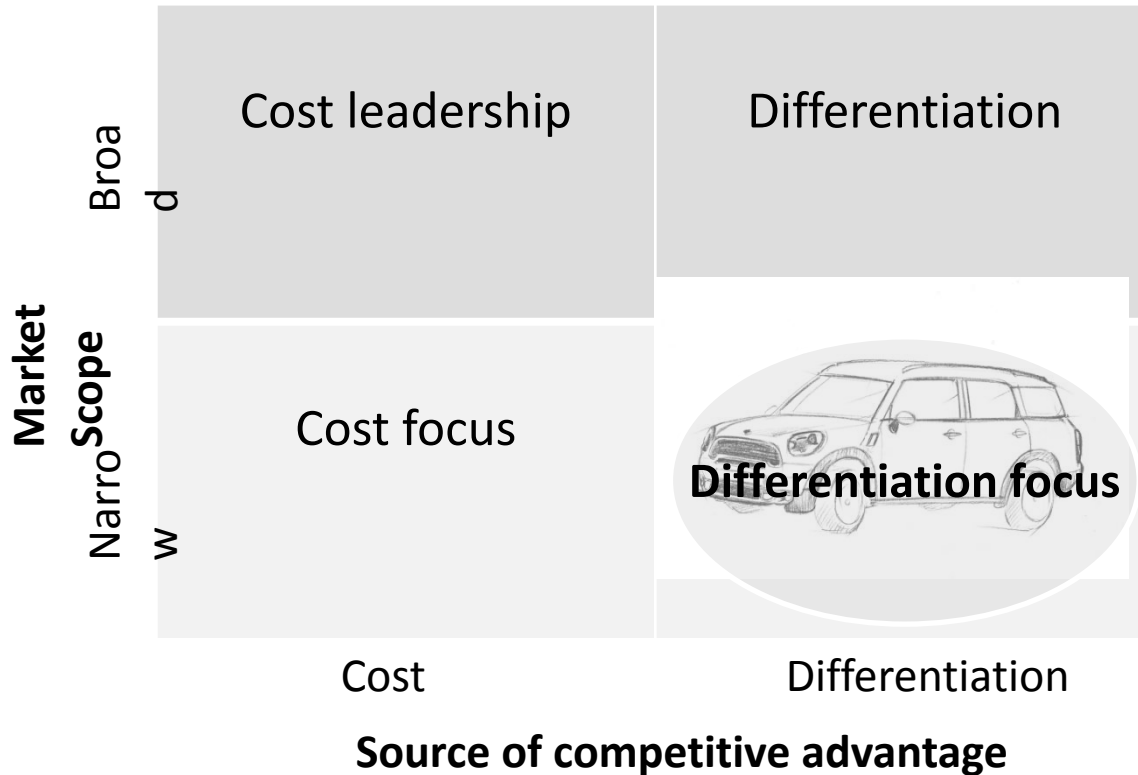 Cost leadership
Differentiation
Broa
d
Market
Scope
Cost focus
Differentiation focus
Narro
w
Cost
Differentiation
Source of competitive advantage